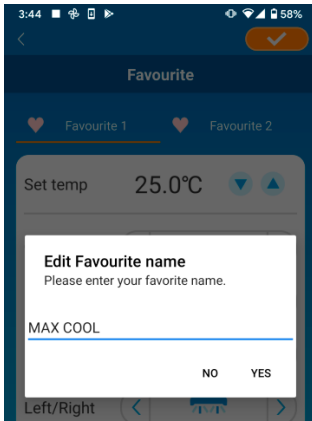 3:44 58%
Favourite
Favourite 1 Favourite 2
Set temp 25.0°C
Edit Favourite name
Please enter your favorite name.
MAX COOL
NO YES
Left/Right